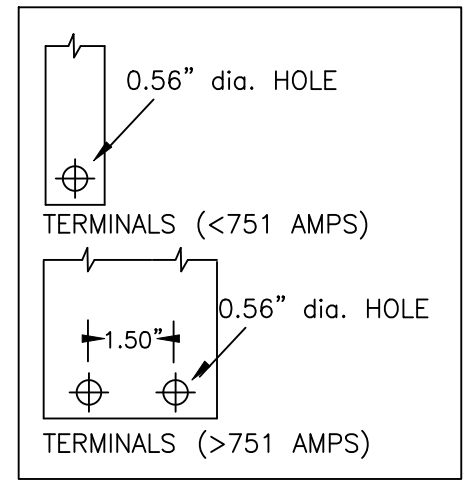 0.56” dia. HOLE
TERMINALS (<751 AMPS)
0.56” dia. HOLE
1.50”
TERMINALS (>751 AMPS)